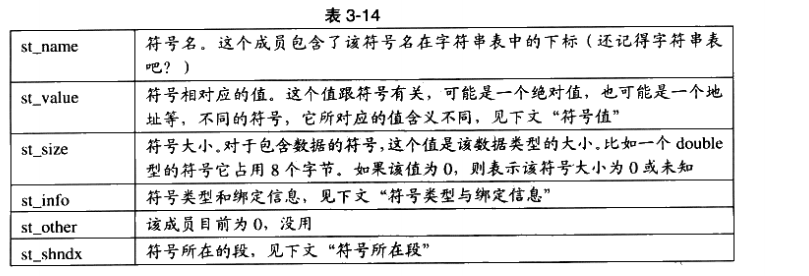 表 3-14
st_name 符号名。这个成员包含了该符号名在字符串表中的下标（还记得字符串表
吧？）
st_value 符号相对应的值。这个值跟符号有关，可能是一个绝对值，也可能是一个地
址等，不同的符号，它所对应的值含义不同，见下文“符号值”
st_size 符号大小。对于包含数据的符号，这个值是该数据类型的大小。比如一个 double
型的符号它占用 8 个字节。如果该值为 0，则表示该符号大小为 0 或未知
st_info 符号类型和绑定信息，见下文“符号类型与绑定信息”
st_other 该成员目前为 0，没用
st_shndx 符号所在的段，见下文“符号所在段”